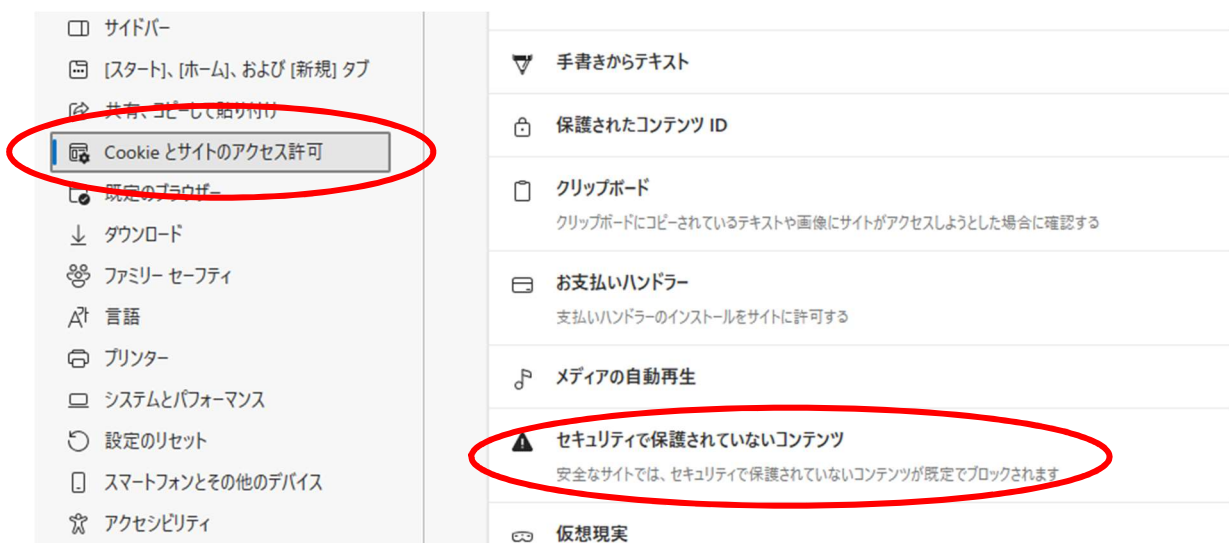 サイドバー
[スタート]、[ホーム]、および [新規] タブ
共有、コピーして貼り付け
Cookie とサイトのアクセス許可
既定のブラウザー
ダウンロード
ファミリー セーフティ
言語
プリンター
システムとパフォーマンス
設定のリセット
スマートフォンとその他のデバイス
アクセシビリティ
手書きからテキスト
保護されたコンテンツ ID
クリップボード
クリップボードにコピーされているテキストや画像にサイトがアクセスしようとした場合に確認する
お支払いハンドラー
支払いハンドラーのインストールをサイトに許可する
メディアの自動再生
セキュリティで保護されていないコンテンツ
安全なサイトでは、セキュリティで保護されていないコンテンツが既定でブロックされます
仮想現実